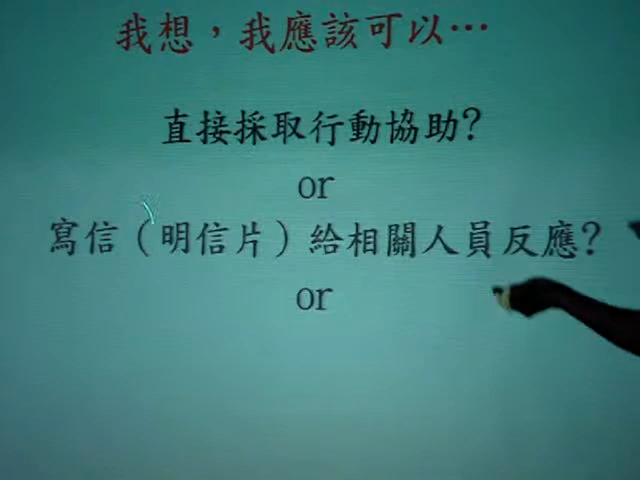 我想，我應該可以…
直接採取行動協助？
or
寫信（明信片）給相關人員反應？
or